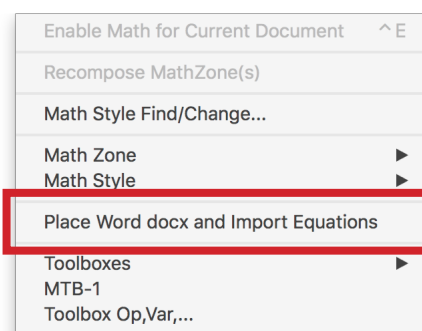 Enable Math for Current Document ^ E
Recompose MathZone(s)
Math Style Find/Change...
Math Zone ▶
Math Style ▶
Place Word docx and Import Equations
Toolboxes ▶
MTB-1
Toolbox Op,Var,...